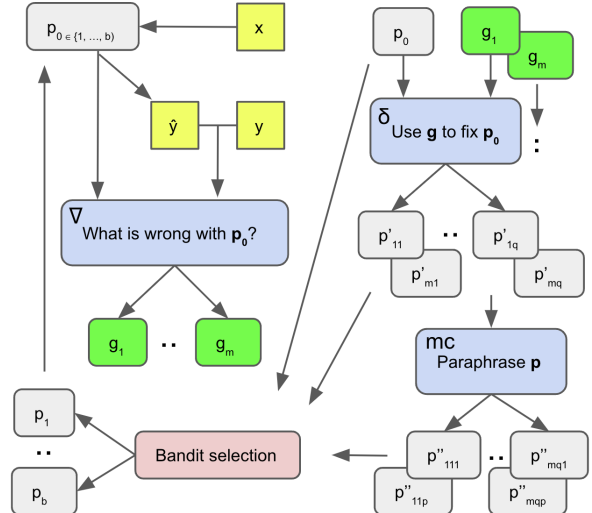 p₀ ∈ {1, ..., b)
x
p₀
g₁
gₘ
ŷ
y
δ
Use g to fix p₀
:
∇
What is wrong with p₀?
p'₁₁
..
p'₁q
p'ₘ₁
p'mq
g₁
..
gₘ
mc
Paraphrase p
p₁
..
p_b
Bandit selection
p''₁₁₁
..
p''mq1
p''₁₁p
p''mqp